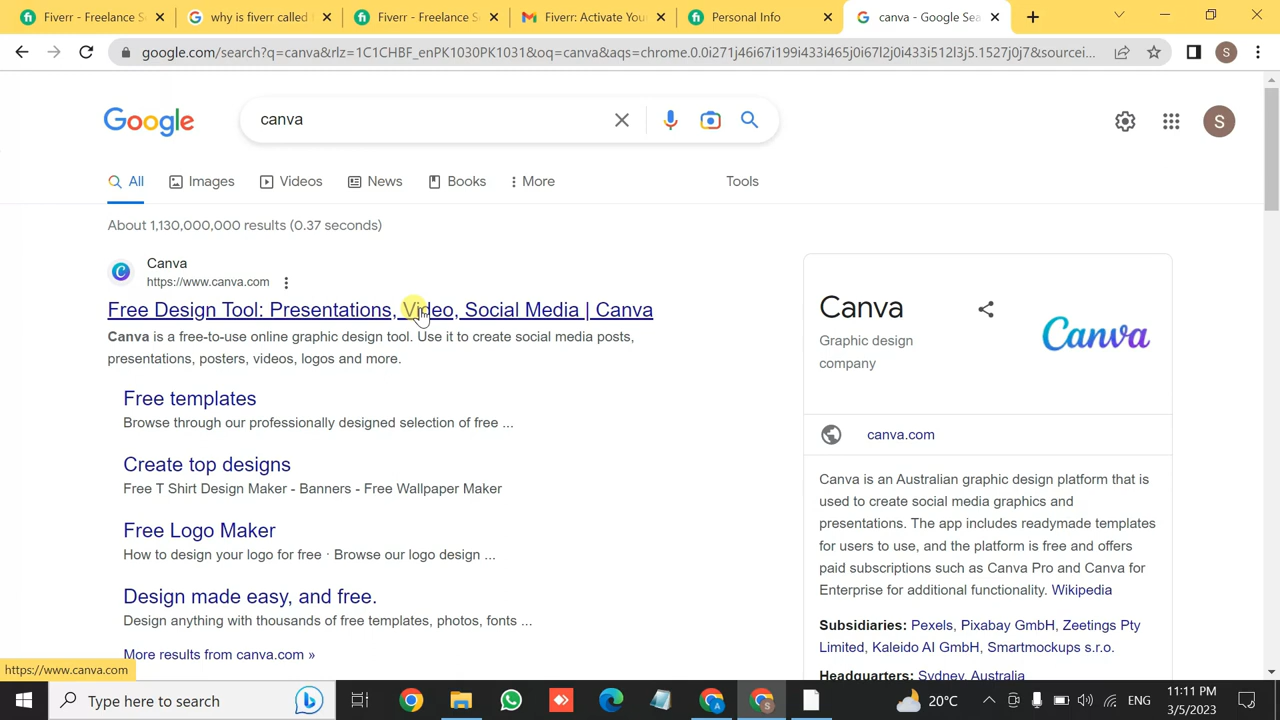 Fiverr - Freelance S
why is fiverr called
Fiverr - Freelance S
Fiverr: Activate You
Personal Info
canva - Google Sea
google.com/search?q=canva&rlz=1C1CHBF_enPK1030PK1031&oq=canva&aqs=chrome.0.0i271j46i67i199i433i465j0i67l2j0i433i512l3j5.1527j0j7&sourcei...
S
Google
canva
S
All
Images
Videos
News
Books
More
Tools
About 1,130,000,000 results (0.37 seconds)
Canva
https://www.canva.com
Free Design Tool: Presentations, Video, Social Media | Canva
Canva is a free-to-use online graphic design tool. Use it to create social media posts,
presentations, posters, videos, logos and more.
Free templates
Browse through our professionally designed selection of free ...
Create top designs
Free T Shirt Design Maker - Banners - Free Wallpaper Maker
Free Logo Maker
How to design your logo for free · Browse our logo design ...
Design made easy, and free.
Design anything with thousands of free templates, photos, fonts ...
More results from canva.com »
Canva
Graphic design
company
Canva
canva.com
Canva is an Australian graphic design platform that is
used to create social media graphics and
presentations. The app includes readymade templates
for users to use, and the platform is free and offers
paid subscriptions such as Canva Pro and Canva for
Enterprise for additional functionality. Wikipedia
Subsidiaries: Pexels, Pixabay GmbH, Zeetings Pty
Limited, Kaleido AI GmbH, Smartmockups s.r.o.
Headquarters: Sydney, Australia
https://www.canva.com
Type here to search
20°C
ENG
11:11 PM
3/5/2023